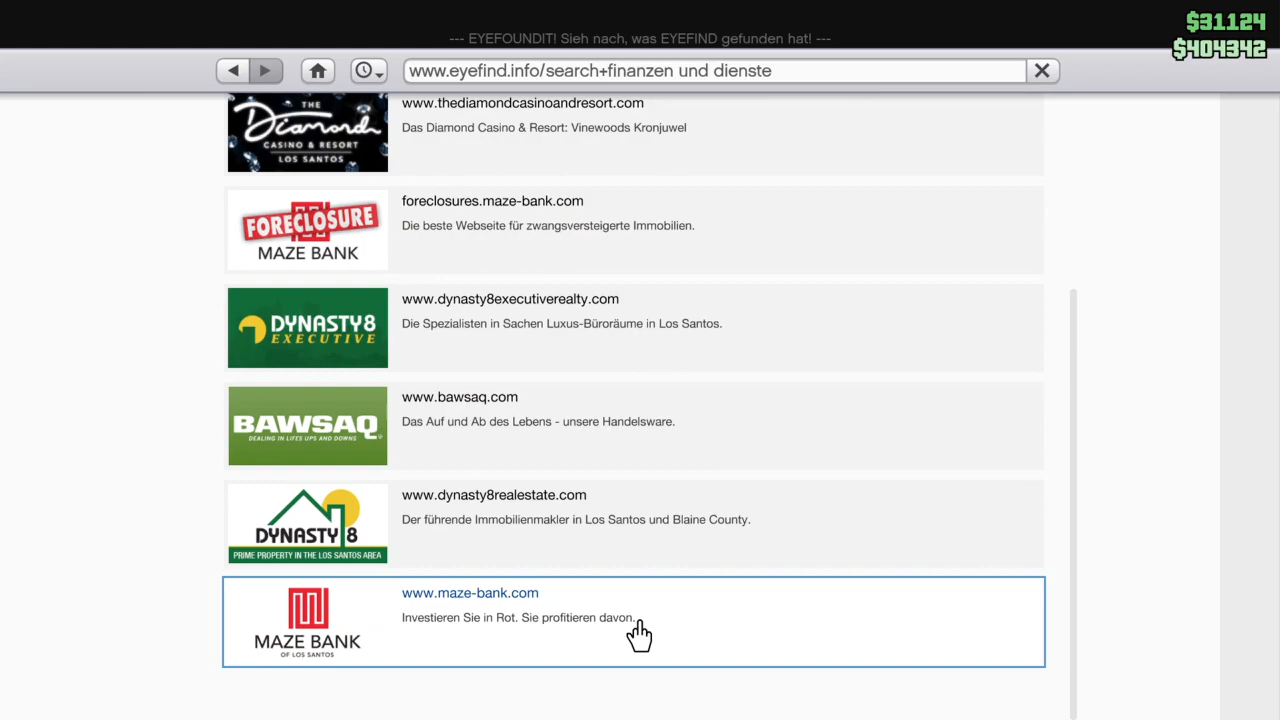 $31124
$404342
--- EYEFOUNDIT! Sieh nach, was EYEFIND gefunden hat! ---
www.eyefind.info/search+finanzen und dienste
THE
Diamond
CASINO & RESORT
LOS SANTOS
www.thediamondcasinoandresort.com
Das Diamond Casino & Resort: Vinewoods Kronjuwel
FORECLOSURE
MAZE BANK
foreclosures.maze-bank.com
Die beste Webseite für zwangsversteigerte Immobilien.
DYNASTY8
EXECUTIVE
www.dynasty8executiverealty.com
Die Spezialisten in Sachen Luxus-Büroräume in Los Santos.
BAWSAQ
DEALING IN LIFES UPS AND DOWNS
www.bawsaq.com
Das Auf und Ab des Lebens - unsere Handelsware.
DYNASTY 8
PRIME PROPERTY IN THE LOS SANTOS AREA
www.dynasty8realestate.com
Der führende Immobilienmakler in Los Santos und Blaine County.
MAZE BANK
OF LOS SANTOS
www.maze-bank.com
Investieren Sie in Rot. Sie profitieren davon.